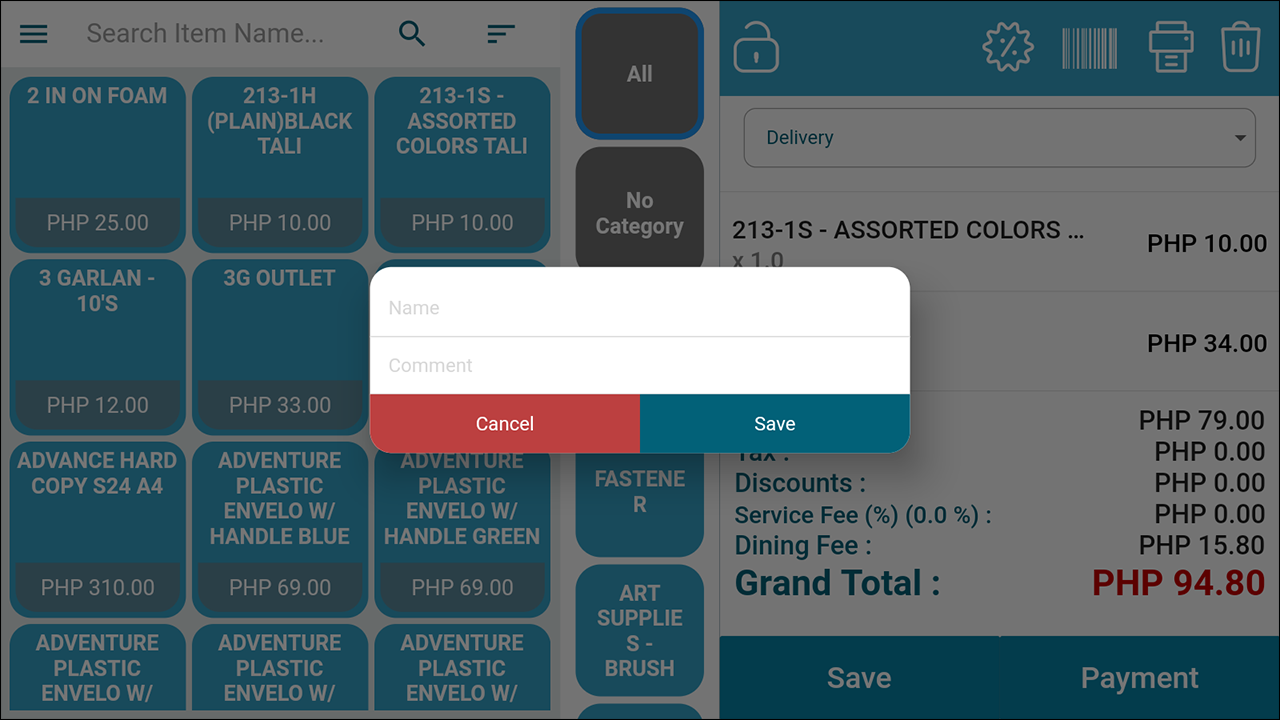 Search Item Name...
2 IN ON FOAM
PHP 25.00
213-1H
(PLAIN)BLACK
TALI
PHP 10.00
213-1S -
ASSORTED
COLORS TALI
PHP 10.00
3 GARLAN -
10'S
PHP 12.00
3G OUTLET
PHP 33.00
ADVANCE HARD
COPY S24 A4
PHP 310.00
ADVENTURE
PLASTIC
ENVELO W/
HANDLE BLUE
PHP 69.00
ADVENTURE
PLASTIC
ENVELO W/
HANDLE GREEN
PHP 69.00
ADVENTURE
PLASTIC
ENVELO W/
ADVENTURE
PLASTIC
ENVELO W/
ADVENTURE
PLASTIC
ENVELO W/
All
No
Category
FASTENE
R
ART
SUPPLIE
S -
BRUSH
Name
Comment
Cancel
Save
Delivery
213-1S - ASSORTED COLORS ...
x 1.0
PHP 10.00
PHP 34.00
PHP 79.00
Tax : PHP 0.00
Discounts : PHP 0.00
Service Fee (%) (0.0 %) : PHP 0.00
Dining Fee : PHP 15.80
Grand Total : PHP 94.80
Save
Payment